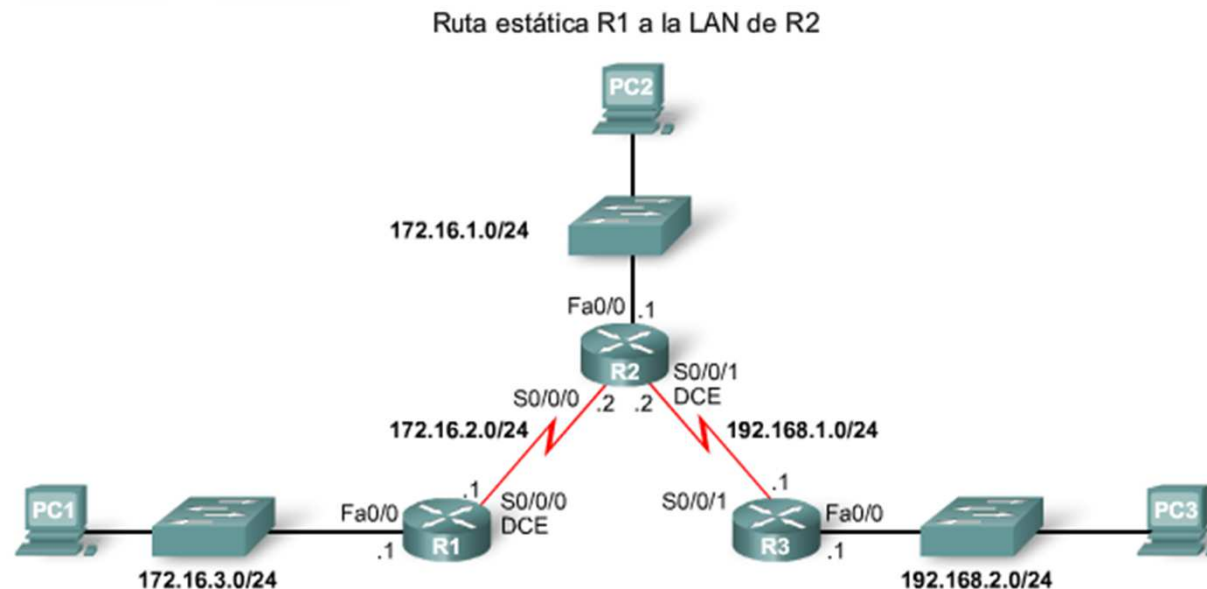 Ruta estática R1 a la LAN de R2
PC2
172.16.1.0/24
Fa0/0
.1
R2
S0/0/1
DCE
S0/0/0
.2
.2
172.16.2.0/24
192.168.1.0/24
PC1
Fa0/0
.1
.1
S0/0/0
DCE
R1
172.16.3.0/24
S0/0/1
.1
Fa0/0
.1
R3
PC3
192.168.2.0/24